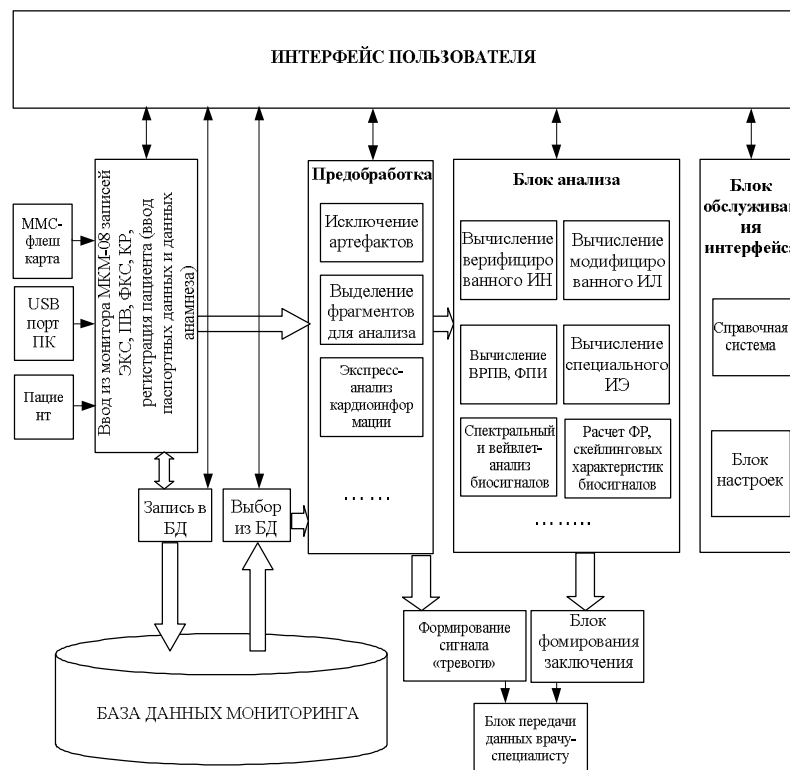 ИНТЕРФЕЙС ПОЛЬЗОВАТЕЛЯ
ММС-
флеш
карта
USB
порт
ПК
Пацие
нт
Ввод из монитора МКМ-08 записей
ЭКС, ПВ, ФКС, КР,
регистрация пациента (ввод
паспортных данных и данных
анамнеза)
Запись в
БД
Выбор
из БД
БАЗА ДАННЫХ МОНИТОРИНГА
Предобработка
Исключение
артефактов
Выделение
фрагментов
для анализа
Экспресс-
анализ
кардиоинфор
мации
……
Блок анализа
Вычисление
верифициро
ванного ИН
Вычисление
модифициро
ванного ИЛ
Вычисление
ВРПВ, ФПИ
Вычисление
специального
ИЭ
Спектральный
и вейвлет-
анализ
биосигналов
Расчет ФР,
скейлинговых
характеристик
биосигналов
……...
Блок
обслуживан
ия
интерфейса
Справочная
система
Блок
настроек
Формирование
сигнала
«тревоги»
Блок
фомирования
заключения
Блок передачи
данных врачу-
специалисту